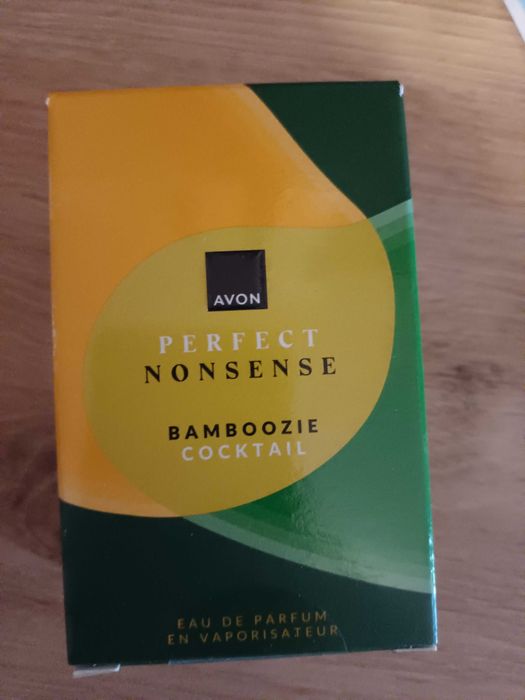 AVON
PERFECT
NONSENSE
BAMBOOZIE
COCKTAIL
EAU DE PARFUM
EN VAPORISATEUR